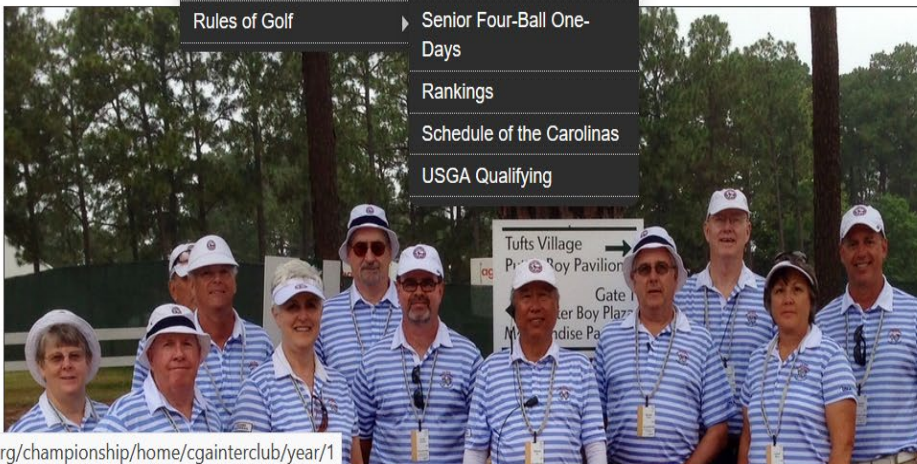 Rules of Golf
Senior Four-Ball One-
Days
Rankings
Schedule of the Carolinas
USGA Qualifying
Tufts Village
Boy Pavilion
Gate
Boy Plaza
rg/championship/home/cgainterclub/year/1